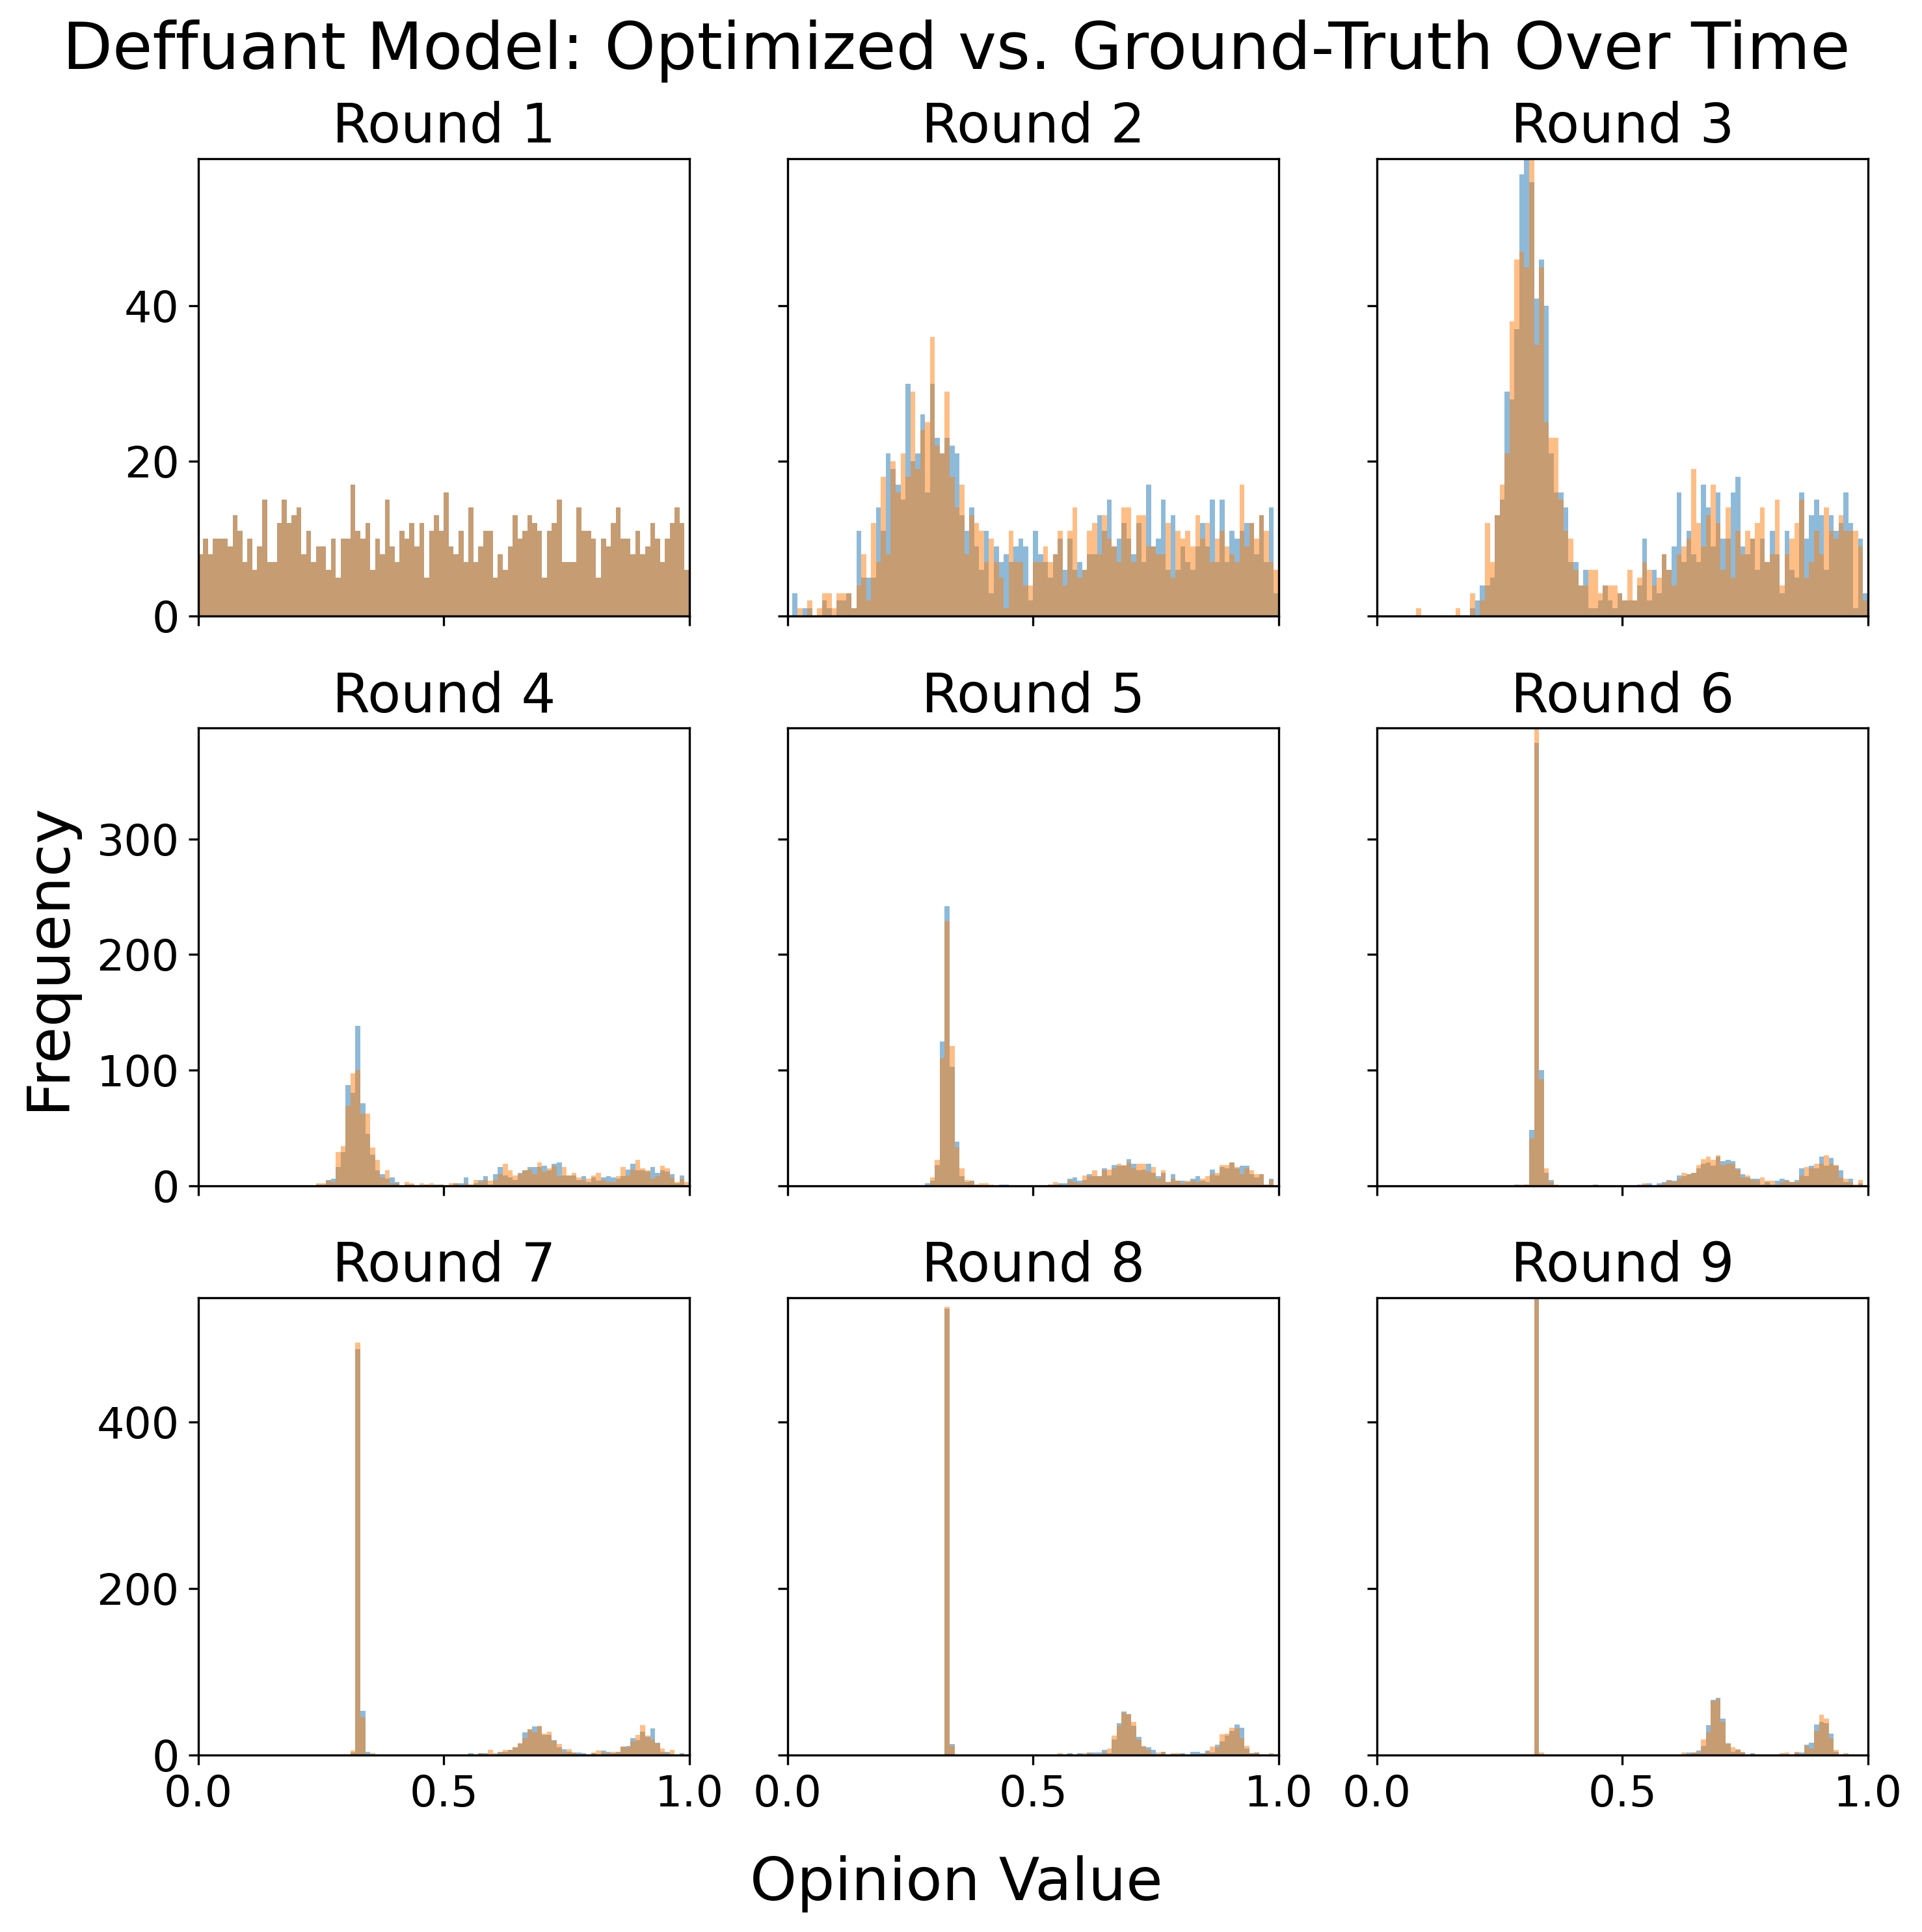 Deffuant Model: Optimized vs. Ground-Truth Over Time
Round 1
Round 2
Round 3
40
20
0
Round 4
Round 5
Round 6
Frequency
300
200
100
0
Round 7
Round 8
Round 9
400
200
0
0.0 0.5 1.0 0.0 0.5 1.0 0.0 0.5 1.0
Opinion Value